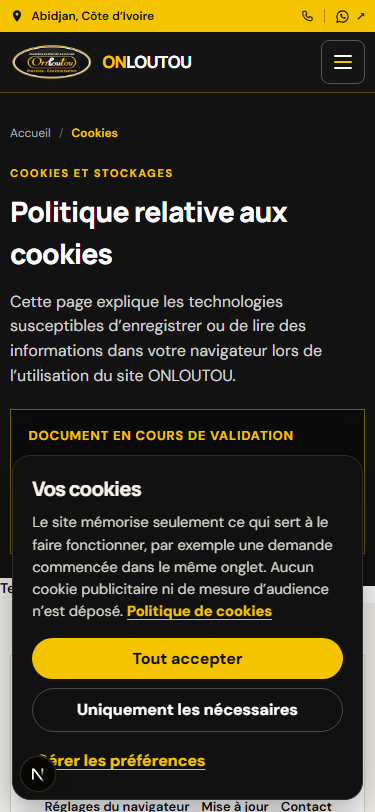 Abidjan, Côte d'Ivoire
↗
Onloutou
ONLOUTOU
Accueil / Cookies
COOKIES ET STOCKAGES
Politique relative aux
cookies
Cette page explique les technologies
susceptibles d'enregistrer ou de lire des
informations dans votre navigateur lors de
l'utilisation du site ONLOUTOU.
DOCUMENT EN COURS DE VALIDATION
Vos cookies
Le site mémorise seulement ce qui sert à le
faire fonctionner, par exemple une demande
commencée dans le même onglet. Aucun
cookie publicitaire ni de mesure d'audience
n'est déposé. Politique de cookies
Tout accepter
Uniquement les nécessaires
Gérer les préférences
N
Réglages du navigateur Mise à jour Contact